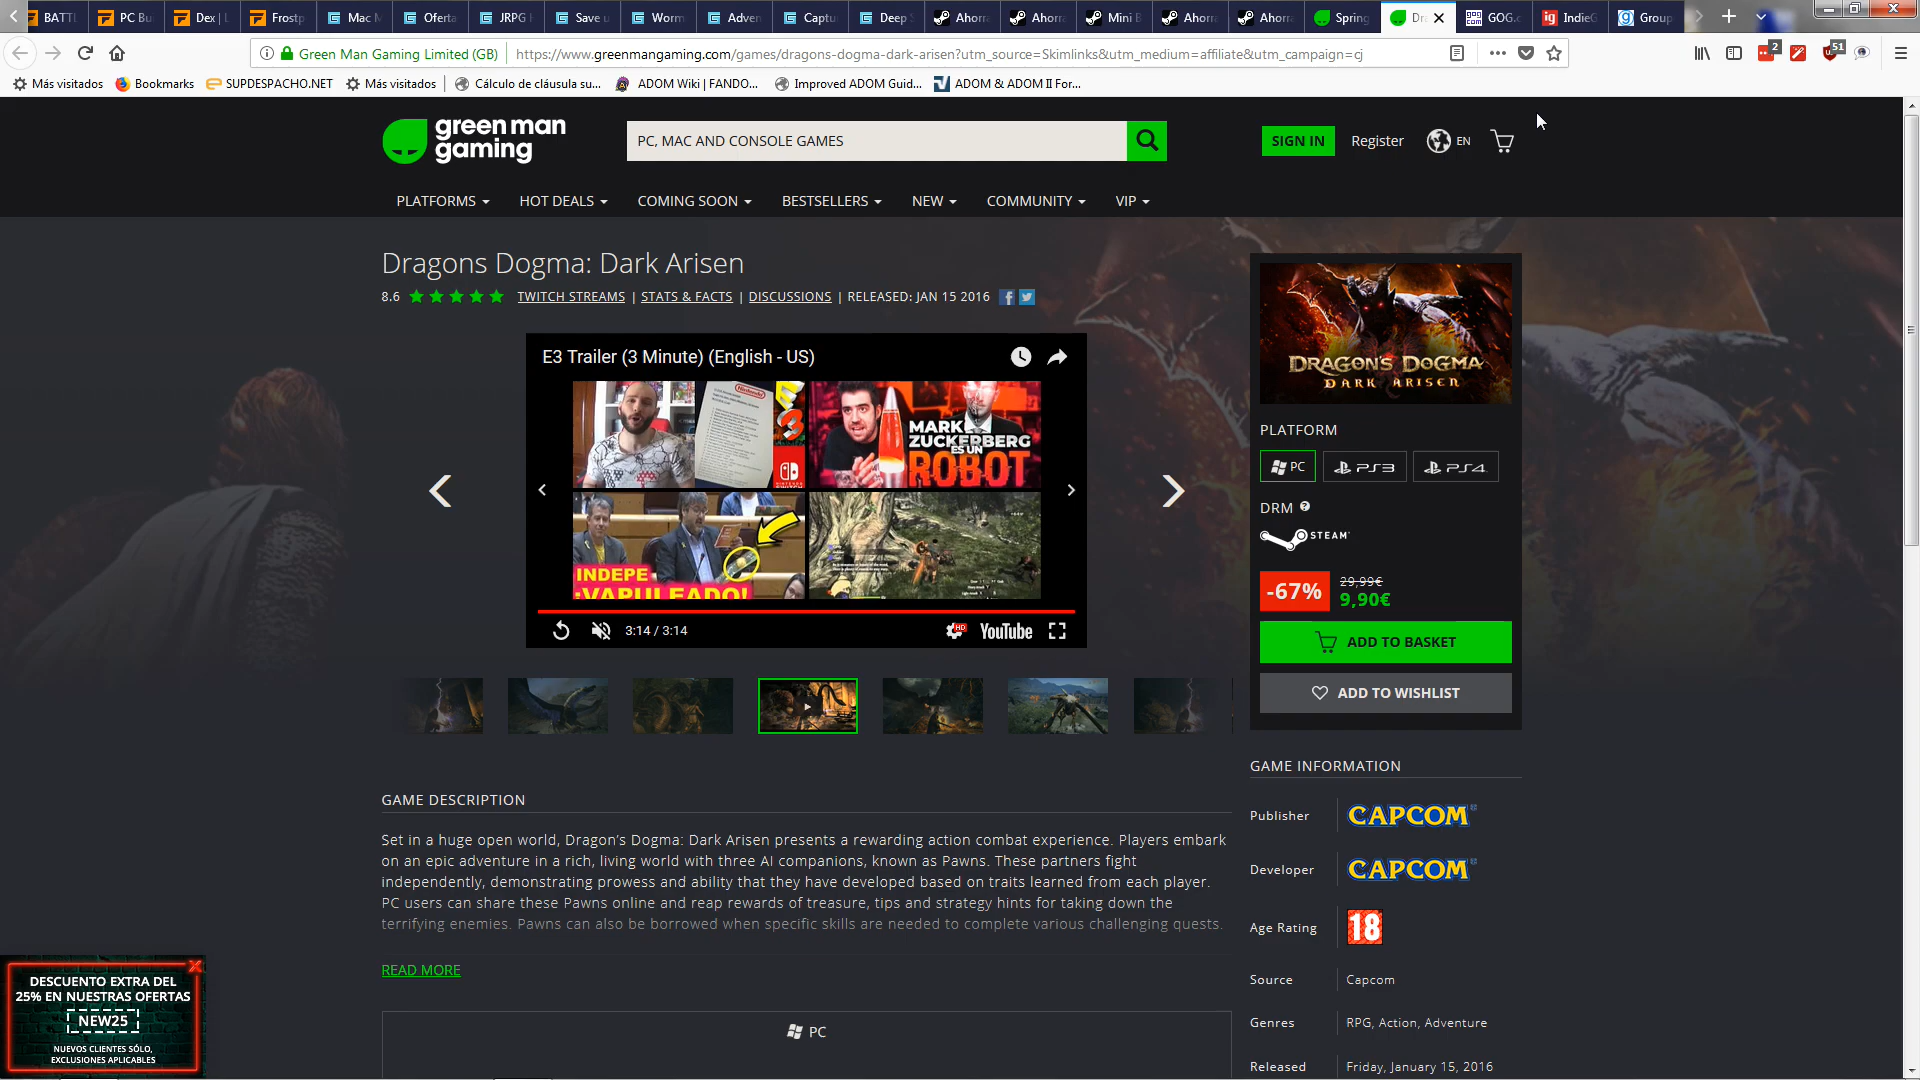 BATTL
PC Bu
Dex | L
Frostp
Mac M
Oferta
JRPG
Save u
Worm
Adven
Captu
Deep S
Ahorra
Ahorra
Mini B
Ahorra
Ahorra
Spring
Dra
GOG.c
IndieG
Group
Green Man Gaming Limited (GB)
https://www.greenmangaming.com/games/dragons-dogma-dark-arisen?utm_source=Skimlinks&utm_medium=affiliate&utm_campaign=cj
2
51
Más visitados
Bookmarks
SUPDESPACHO.NET
Más visitados
Cálculo de cláusula su...
ADOM Wiki | FANDO...
Improved ADOM Guid...
ADOM & ADOM II For...
green man
gaming
PC, MAC AND CONSOLE GAMES
SIGN IN
Register
EN
PLATFORMS
HOT DEALS
COMING SOON
BESTSELLERS
NEW
COMMUNITY
VIP
Dragons Dogma: Dark Arisen
8.6
TWITCH STREAMS | STATS & FACTS | DISCUSSIONS | RELEASED: JAN 15 2016
E3 Trailer (3 Minute) (English - US)
Nintendo
E3
MARK
ZUCKERBERG
ES UN
ROBOT
INDEPE
¡VAPULEADO!
3:14 / 3:14
HD
YouTube
DRAGON'S DOGMA
DARK ARISEN
PLATFORM
PC
PS3
PS4
DRM
STEAM
-67%
29,99€
9,90€
ADD TO BASKET
ADD TO WISHLIST
GAME DESCRIPTION
Set in a huge open world, Dragon's Dogma: Dark Arisen presents a rewarding action combat experience. Players embark
on an epic adventure in a rich, living world with three AI companions, known as Pawns. These partners fight
independently, demonstrating prowess and ability that they have developed based on traits learned from each player.
PC users can share these Pawns online and reap rewards of treasure, tips and strategy hints for taking down the
terrifying enemies. Pawns can also be borrowed when specific skills are needed to complete various challenging quests.
READ MORE
PC
GAME INFORMATION
Publisher
CAPCOM
Developer
CAPCOM
Age Rating
18
Source
Capcom
Genres
RPG, Action, Adventure
Released
Friday, January 15, 2016
DESCUENTO EXTRA DEL
25% EN NUESTRAS OFERTAS
NEW25
NUEVOS CLIENTES SÓLO,
EXCLUSIONES APLICABLES